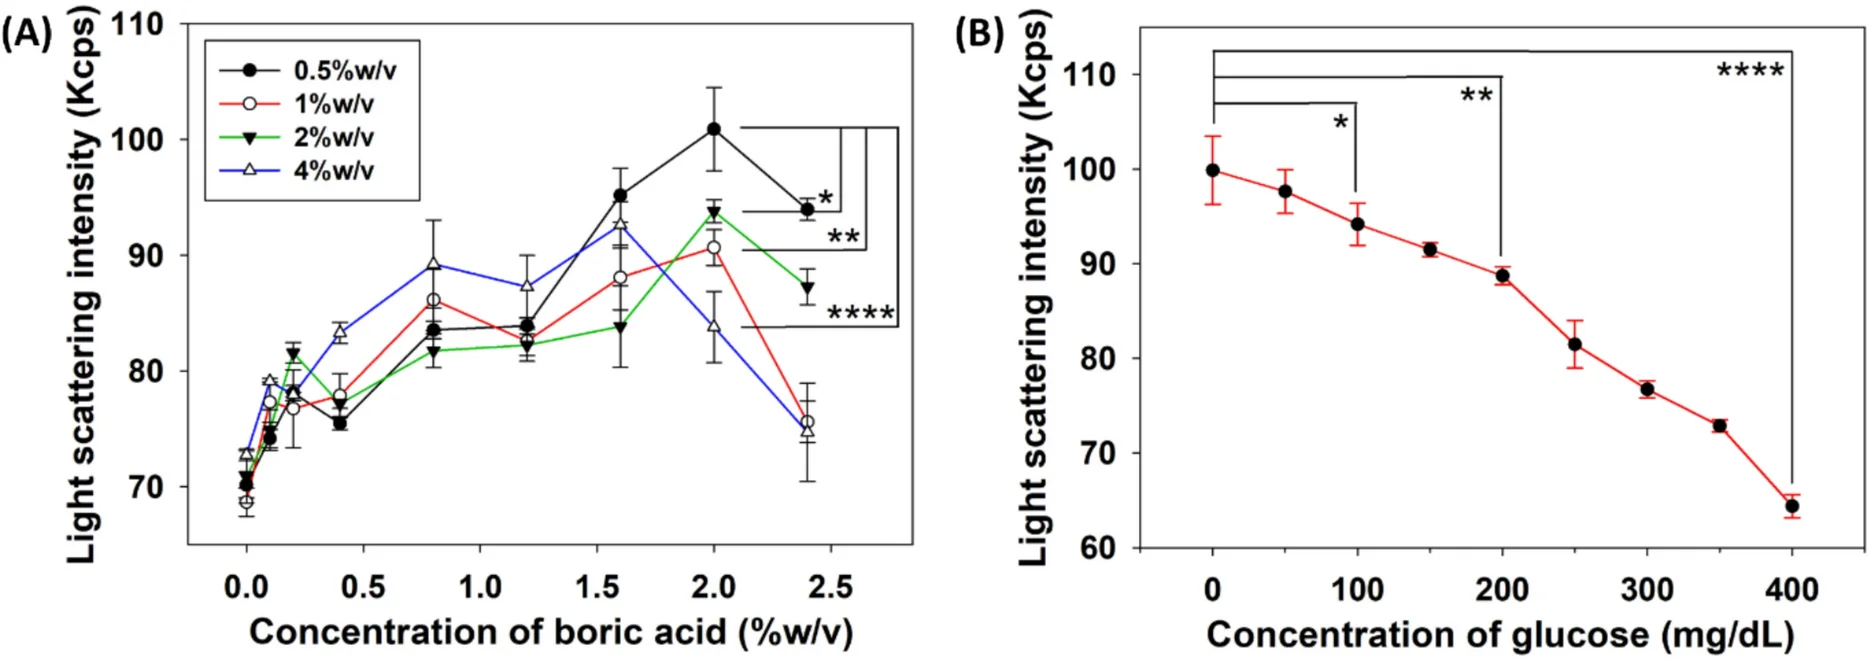 (A)
Light scattering intensity (Kcps)
110
100
90
80
70
0.5%w/v
1%w/v
2%w/v
4%w/v
*
**
****
0.0 0.5 1.0 1.5 2.0 2.5
Concentration of boric acid (%w/v)
(B)
Light scattering intensity (Kcps)
110
100
90
80
70
60
****
**
*
0 100 200 300 400
Concentration of glucose (mg/dL)